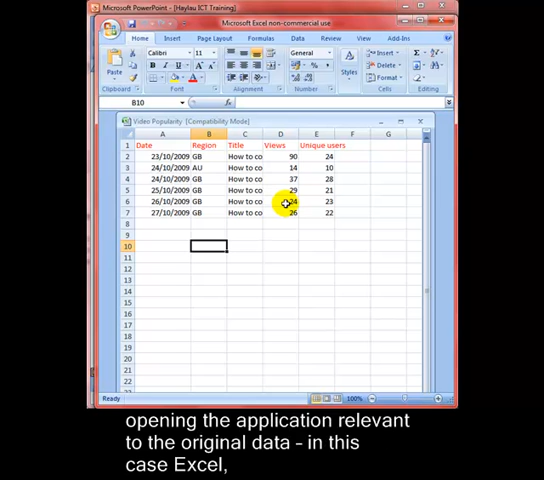 Microsoft PowerPoint - [Haylau ICT Training]
Microsoft Excel non-commercial use
Home Insert Page Layout Formulas Data Review View Add-Ins
Paste
Clipboard
Calibri 11
B I U
Font
Alignment
General
Number
Styles
Insert
Delete
Format
Cells
Editing
B10
Video Popularity [Compatibility Mode]
A B C D E F G
1 Date Region Title Views Unique users
2 23/10/2009 GB How to co 90 24
3 24/10/2009 AU How to co 14 10
4 24/10/2009 GB How to co 37 28
5 25/10/2009 GB How to co 29 21
6 26/10/2009 GB How to co 24 23
7 27/10/2009 GB How to co 26 22
8
9
10
11
12
13
14
15
16
17
18
19
20
21
22
Ready 100%
opening the application relevant
to the original data – in this
case Excel,